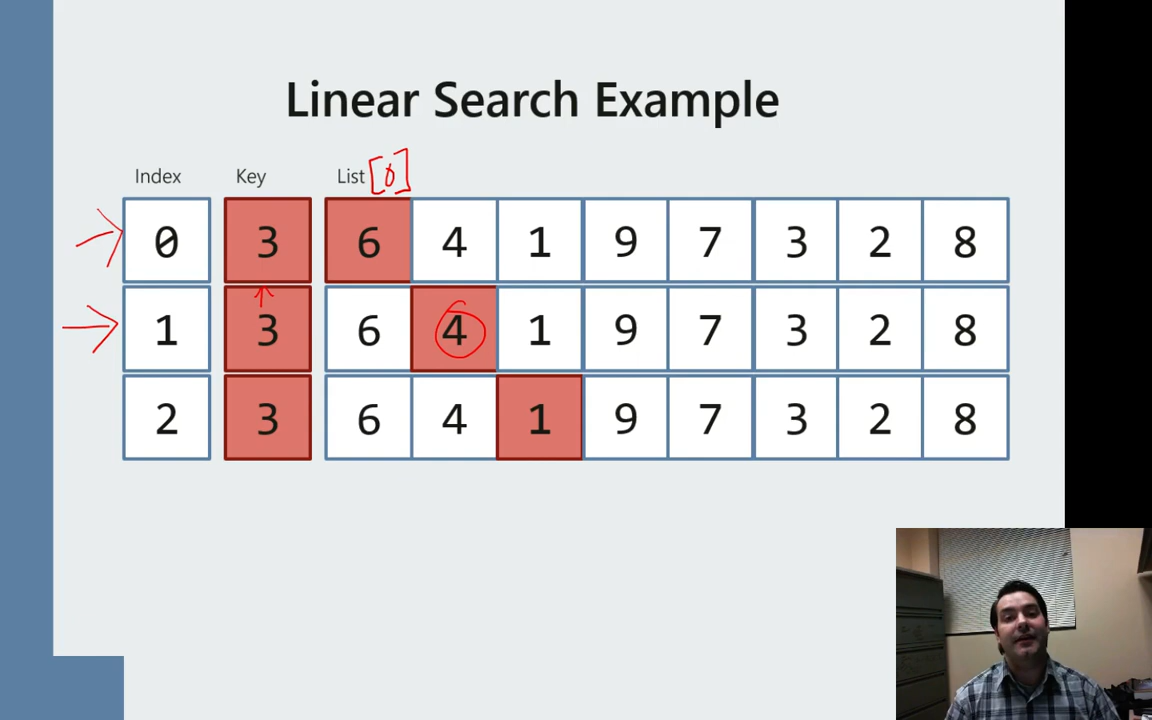 Linear Search Example
Index Key List [0]
0 3 6 4 1 9 7 3 2 8
1 3 6 4 1 9 7 3 2 8
2 3 6 4 1 9 7 3 2 8